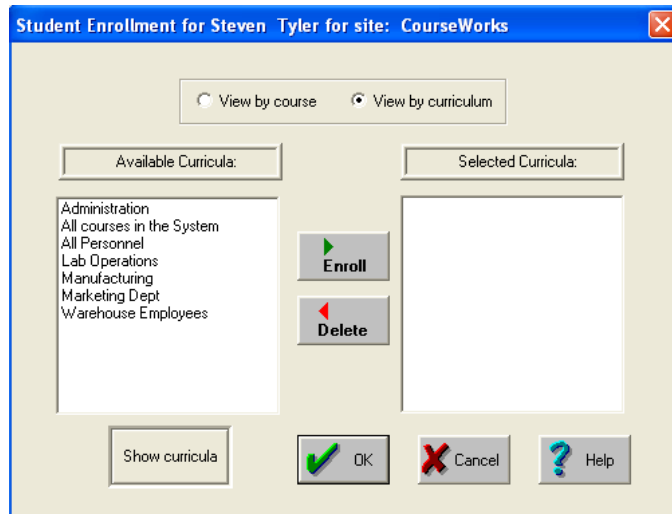 Student Enrollment for Steven Tyler for site: CourseWorks
View by course
View by curriculum
Available Curricula:
Selected Curricula:
Administration
All courses in the System
All Personnel
Lab Operations
Manufacturing
Marketing Dept
Warehouse Employees
Enroll
Delete
Show curricula
OK
Cancel
Help